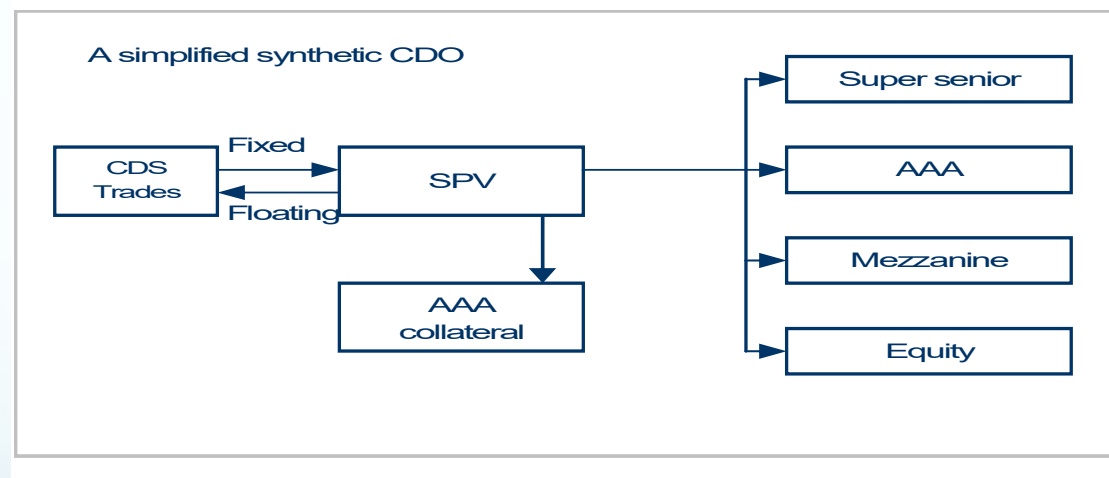 A simplified synthetic CDO
Super senior
Fixed
CDS
Trades
SPV
AAA
Floating
Mezzanine
AAA
collateral
Equity